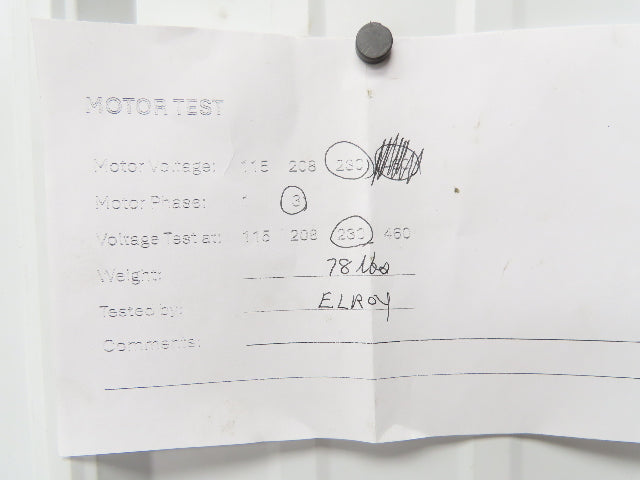 MOTOR TEST
Motor Voltage: 115 208 230
Motor Phase: 1 3
Voltage Test at: 115 208 230 460
Weight: 78 lbs
Tested by: ELROY
Comments: